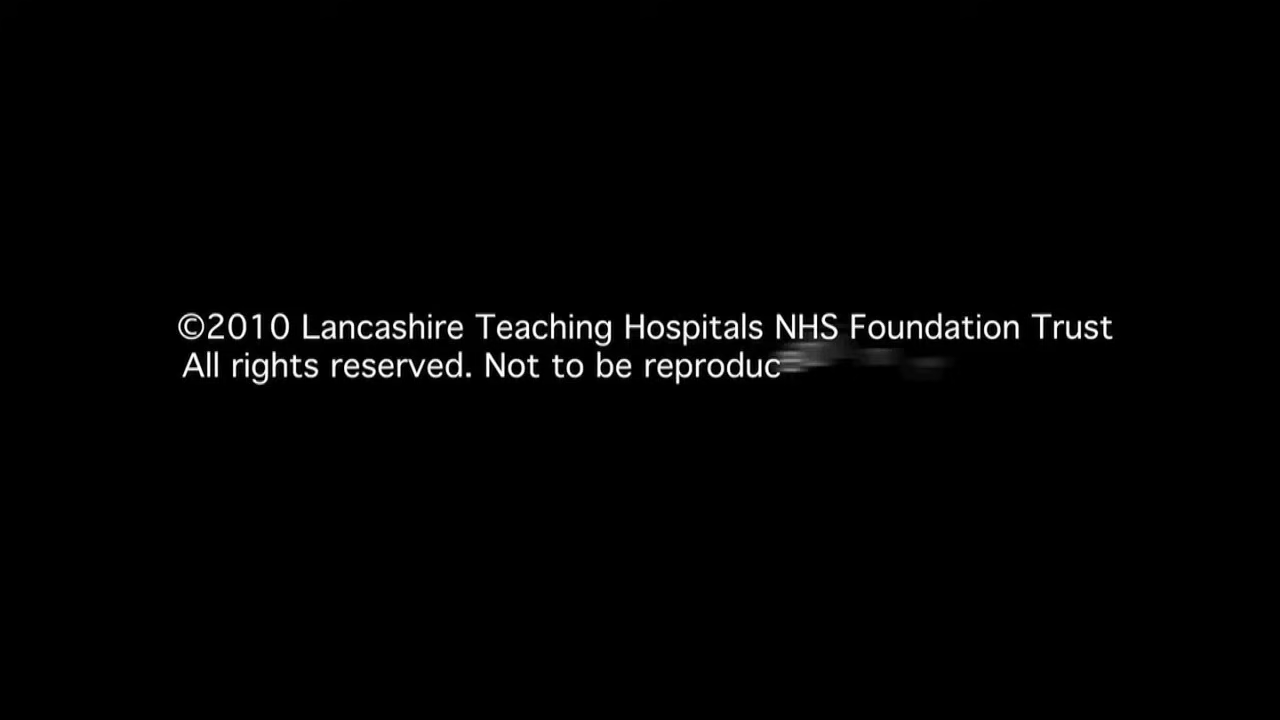 ©2010 Lancashire Teaching Hospitals NHS Foundation Trust
All rights reserved. Not to be reproduc